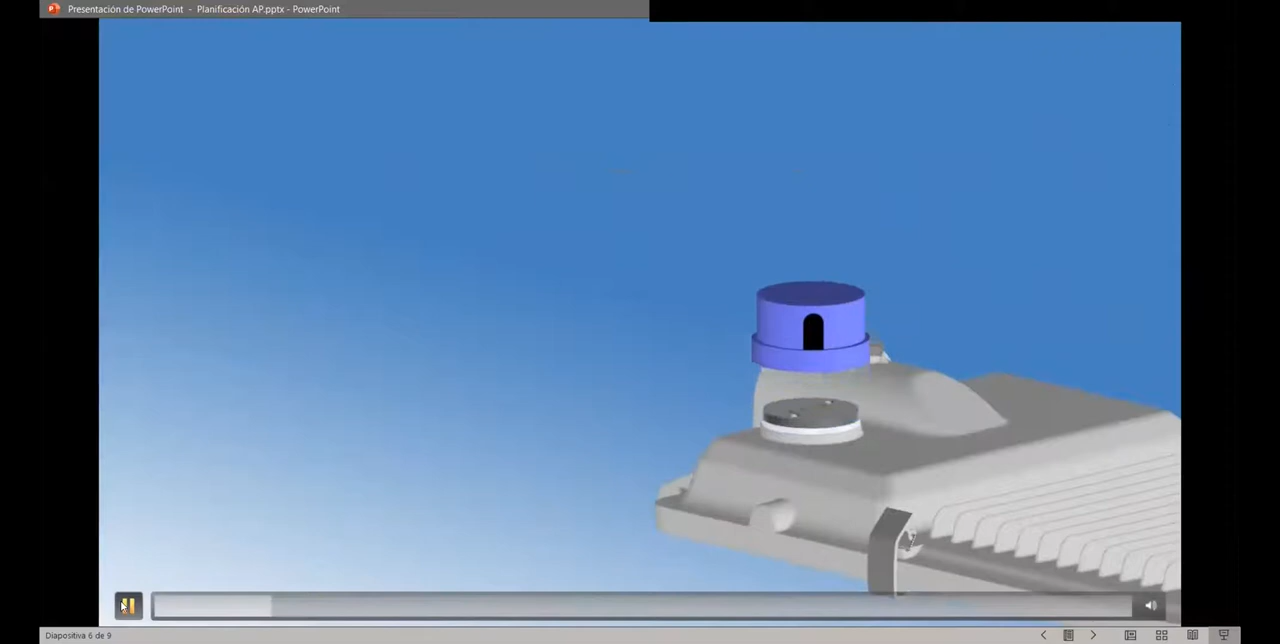 Presentación de PowerPoint - Planificación AP.pptx - PowerPoint
Diapositiva 6 de 9